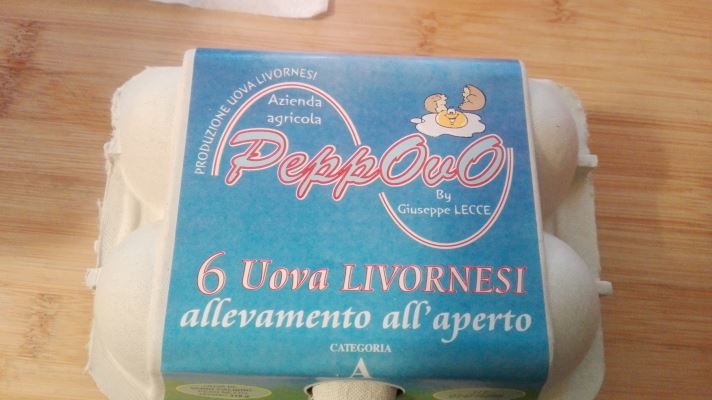 PRODUZIONE UOVA LIVORNESI
Azienda
agricola
PeppOvO
By
Giuseppe LECCE
6 Uova LIVORNESI
allevamento all'aperto
CATEGORIA
A